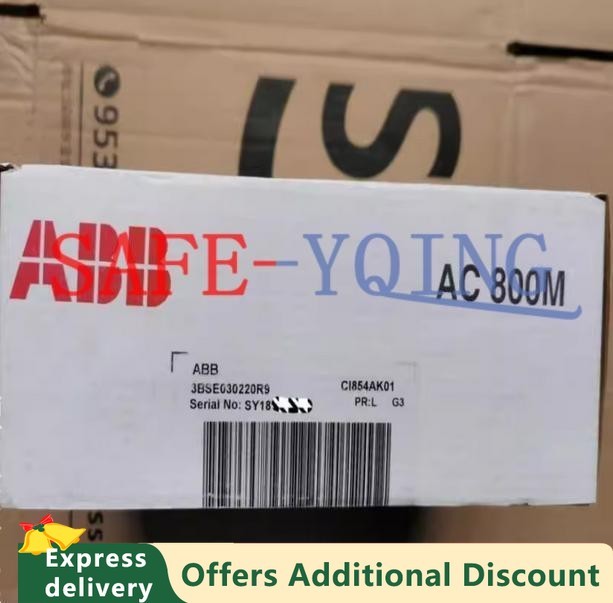 953
S
ABB
SAFE-YQING
AC 800M
ABB
3BSE030220R9 CI854AK01
Serial No: SY18
PR:L G3
ss
Express
delivery
Offers Additional Discount